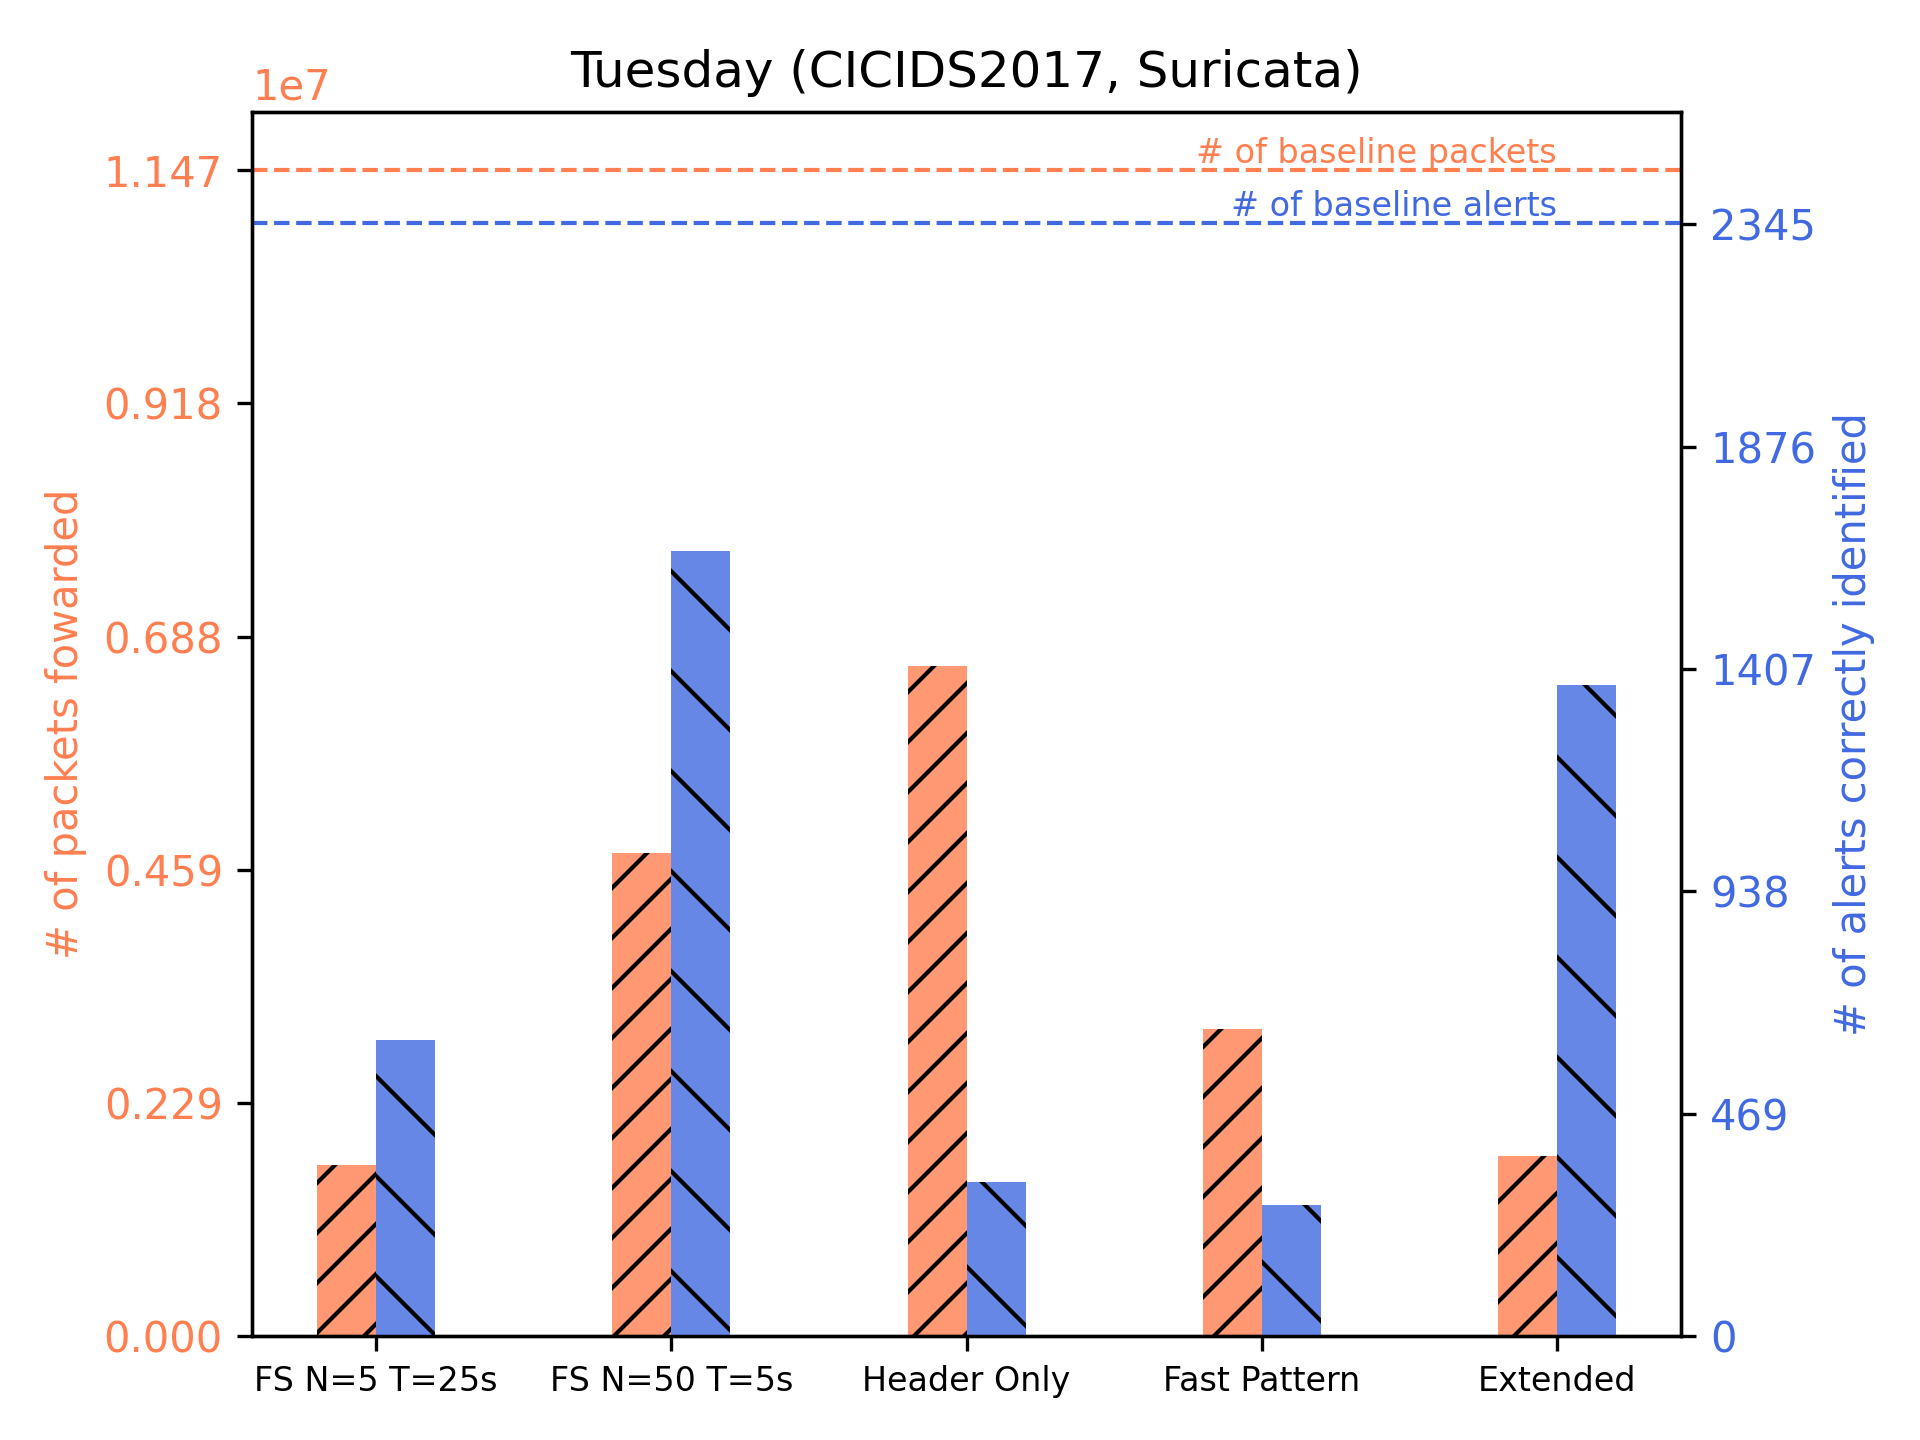 Tuesday (CICIDS2017, Suricata)
1e7
# of baseline packets
# of baseline alerts
# of packets fowarded
1.147
0.918
0.688
0.459
0.229
0.000
2345
1876
1407
938
469
0
# of alerts correctly identified
FS N=5 T=25s
FS N=50 T=5s
Header Only
Fast Pattern
Extended